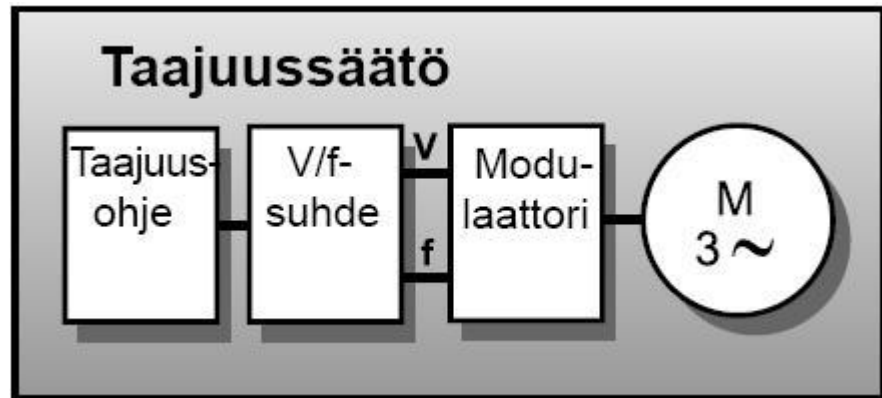 Taajuussäätö
Taajuus-
ohje
V/f-
suhde
V
f
Modu-
laattori
M
3 ~